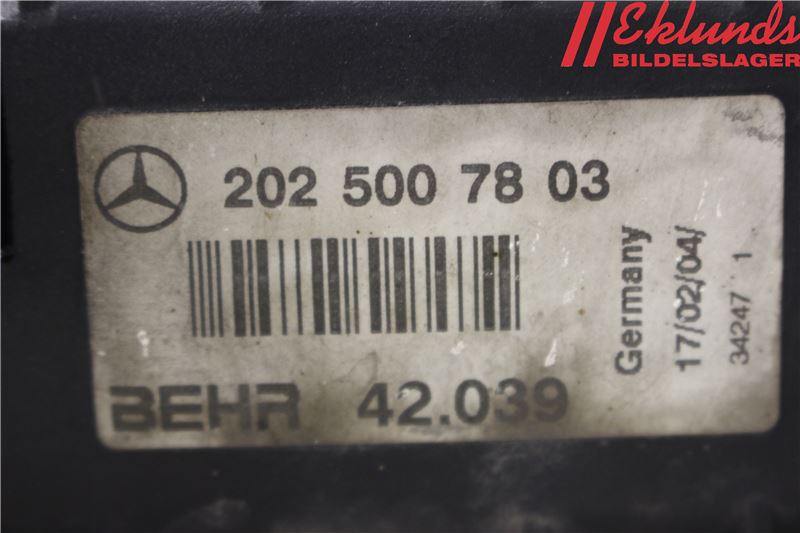 Eklunds
BILDELSLAGER
202 500 78 03
BEHR 42.039
Germany
17/02/04/
34247 1